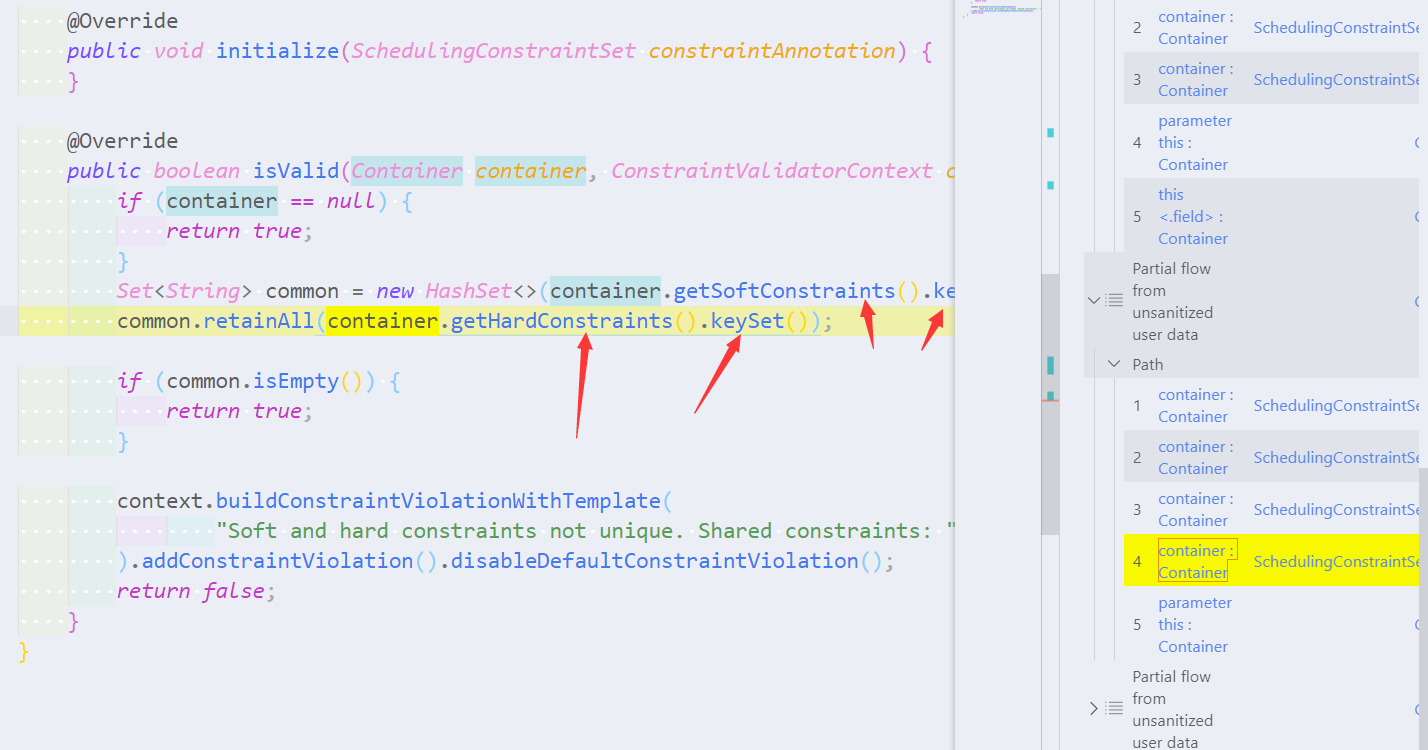 @Override
public void initialize(SchedulingConstraintSet constraintAnnotation) {
}
@Override
public boolean isValid(Container container, ConstraintValidatorContext c
if (container == null) {
return true;
}
Set<String> common = new HashSet<>(container.getSoftConstraints().ke
common.retainAll(container.getHardConstraints().keySet());
if (common.isEmpty()) {
return true;
}
context.buildConstraintViolationWithTemplate(
"Soft and hard constraints not unique. Shared constraints: "
).addConstraintViolation().disableDefaultConstraintViolation();
return false;
}
}
2 container : Container SchedulingConstraintSe
3 container : Container SchedulingConstraintSe
4 parameter this : Container
5 this <.field> : Container
Partial flow
from
unsanitized
user data
Path
1 container : Container SchedulingConstraintSe
2 container : Container SchedulingConstraintSe
3 container : Container SchedulingConstraintSe
4 container : Container SchedulingConstraintSe
5 parameter this : Container
Partial flow
from
unsanitized
user data